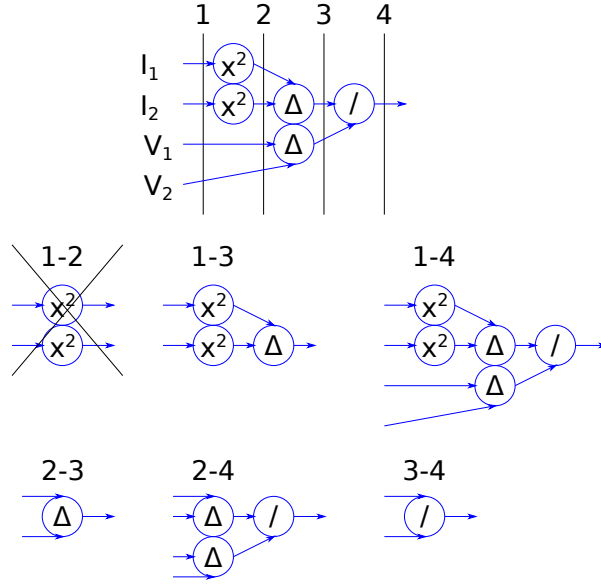 1 2 3 4
I₁ x²
I₂ x² Δ /
V₁ Δ
V₂
1-2 1-3 1-4
x² x² x²
x² x² Δ x² Δ /
Δ
2-3 2-4 3-4
Δ Δ / /
Δ